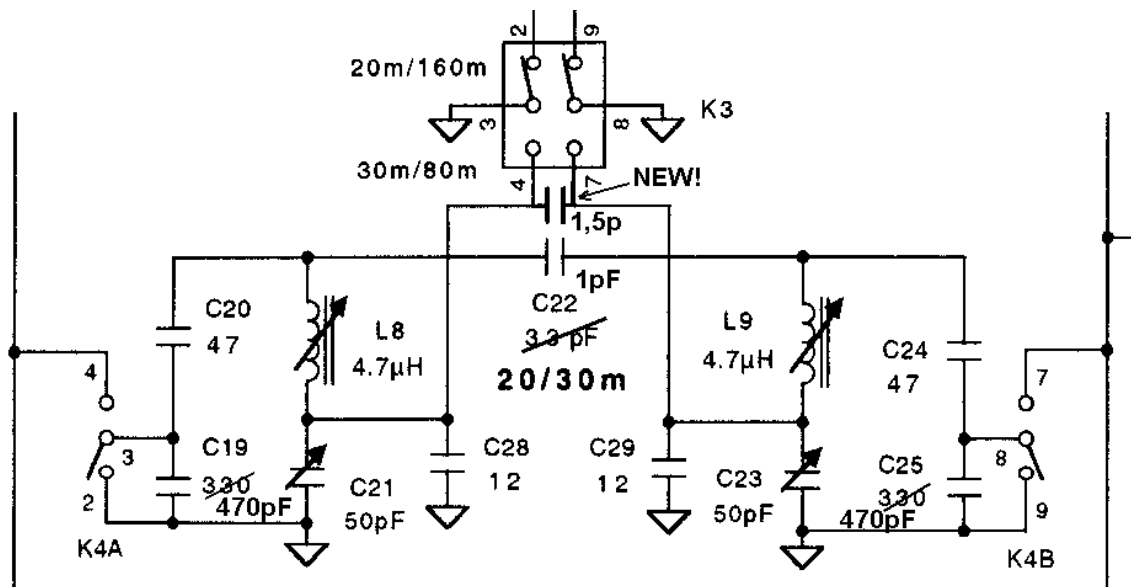 2 9
20m/160m
3 8 K3
30m/80m
4 7 NEW!
1,5p
1pF
C20
47
L8
4.7µH
C22
3.3 pF
20/30m
L9
4.7µH
C24
47
4
3
2
K4A
C19
330
470pF
C21
50pF
C28
12
C29
12
C23
50pF
C25
330
470pF
7
8
9
K4B